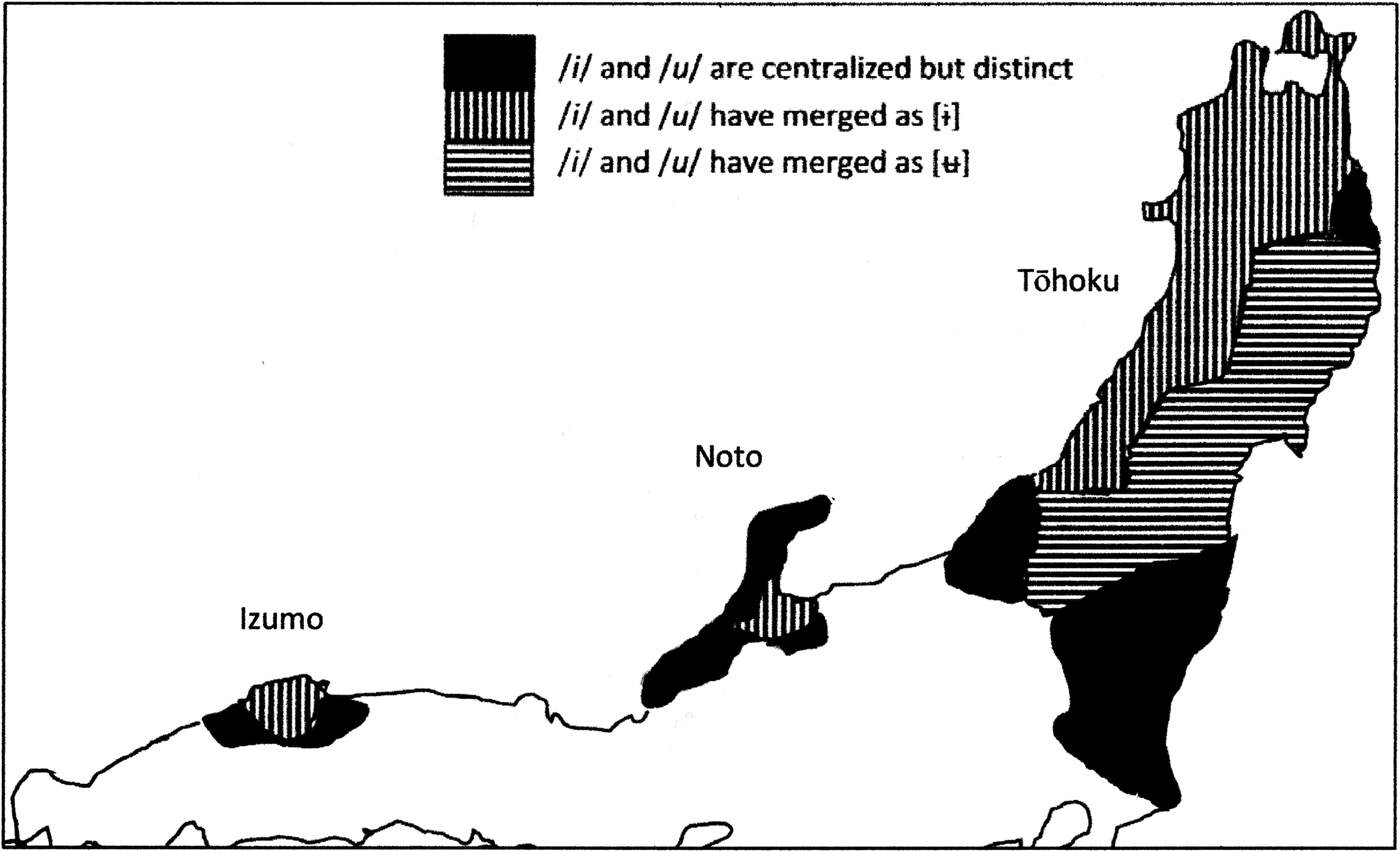 /i/ and /u/ are centralized but distinct
/i/ and /u/ have merged as [ɨ]
/i/ and /u/ have merged as [ʉ]
Tōhoku
Noto
Izumo